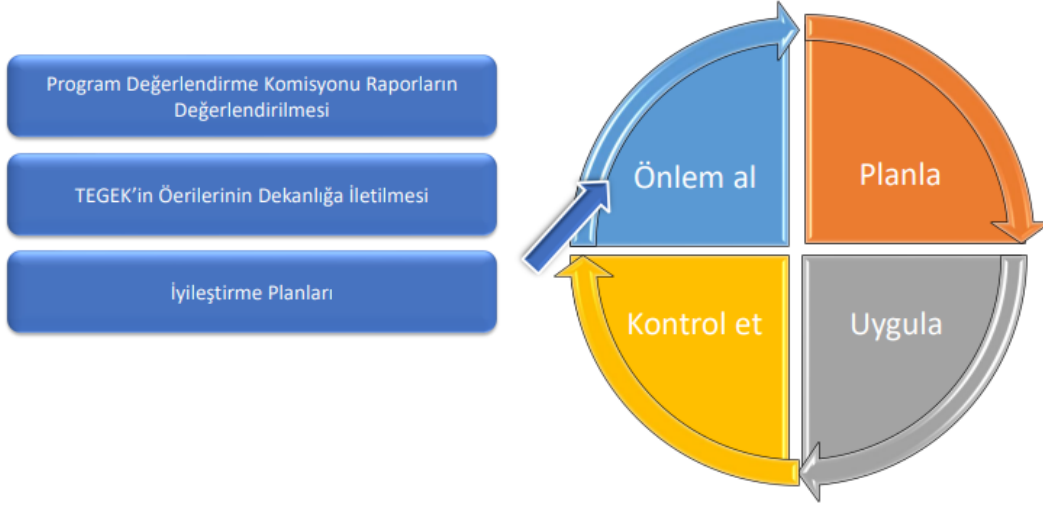 Program Değerlendirme Komisyonu Raporların
Değerlendirilmesi
TEGEK’in Öerilerinin Dekanlığa İletilmesi
İyileştirme Planları
Önlem al
Planla
Kontrol et
Uygula